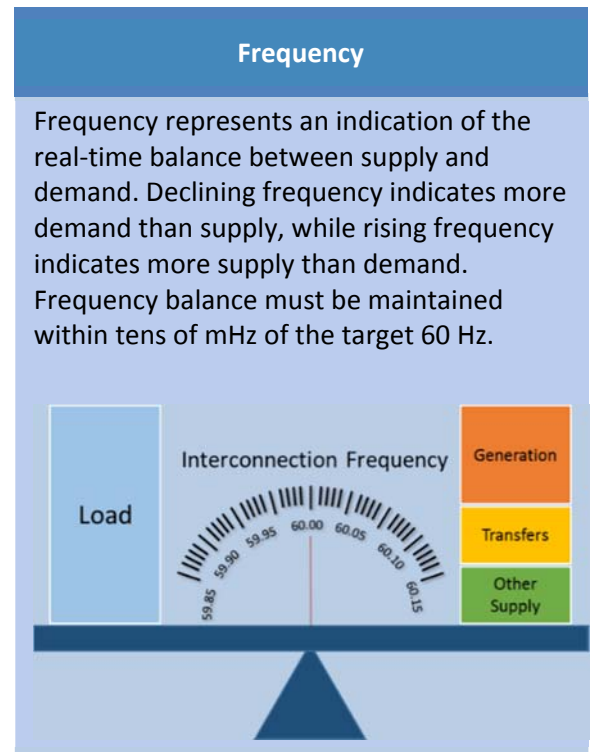 Frequency
Frequency represents an indication of the
real-time balance between supply and
demand. Declining frequency indicates more
demand than supply, while rising frequency
indicates more supply than demand.
Frequency balance must be maintained
within tens of mHz of the target 60 Hz.
Load
Interconnection Frequency
59.85
59.90
59.95
60.00
60.05
60.10
60.15
Generation
Transfers
Other
Supply